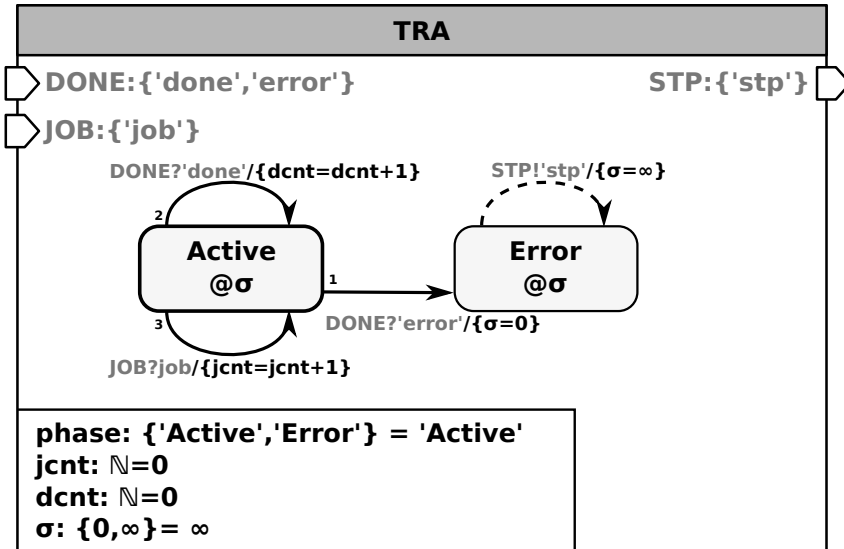 TRA
DONE:{'done','error'}
STP:{'stp'}
JOB:{'job'}
DONE?'done'/{dcnt=dcnt+1}
STP!'stp'/{σ=∞}
2
Active
@σ
Error
@σ
1
3
DONE?'error'/{σ=0}
JOB?job/{jcnt=jcnt+1}
phase: {'Active','Error'} = 'Active'
jcnt: ℕ=0
dcnt: ℕ=0
σ: {0,∞}= ∞